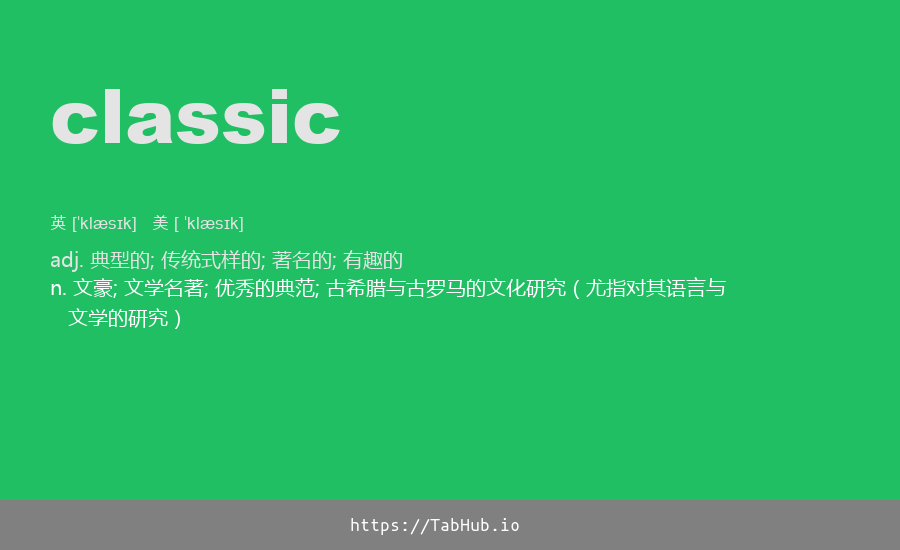 classic
英 ['klæsɪk] 美 [ 'klæsɪk]
adj. 典型的; 传统式样的; 著名的; 有趣的
n. 文豪; 文学名著; 优秀的典范; 古希腊与古罗马的文化研究（尤指对其语言与
文学的研究）
https://TabHub.io